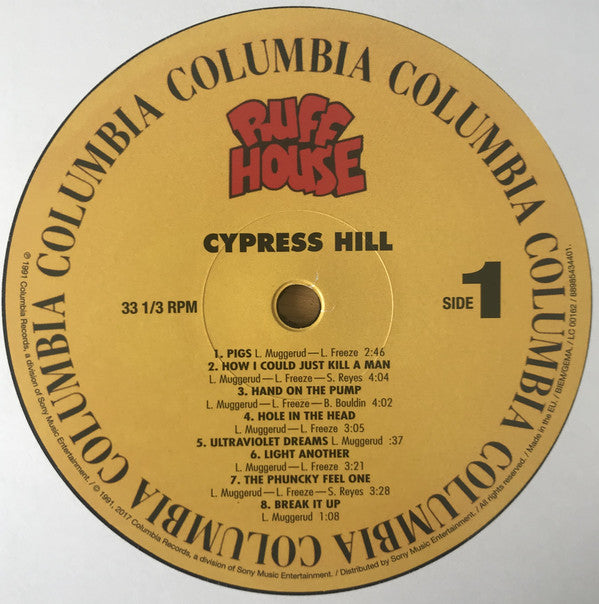 COLUMBIA COLUMBIA COLUMBIA COLUMBIA COLUMBIA COLUMBIA COLUMBIA COLUMBIA
RUFF
HOUSE
CYPRESS HILL
33 1/3 RPM
SIDE 1
1. PIGS L. Muggerud—L. Freeze 2:46
2. HOW I COULD JUST KILL A MAN
L. Muggerud—L. Freeze—S. Reyes 4:04
3. HAND ON THE PUMP
L. Muggerud—L. Freeze—B. Bouldin 4:02
4. HOLE IN THE HEAD
L. Muggerud—L. Freeze 3:05
5. ULTRAVIOLET DREAMS L. Muggerud :37
6. LIGHT ANOTHER
L. Muggerud—L. Freeze 3:21
7. THE PHUNCKY FEEL ONE
L. Muggerud—L. Freeze—S. Reyes 3:28
8. BREAK IT UP
L. Muggerud 1:08
℗ 1991 Columbia Records, a division of Sony Music Entertainment. / © 1991, 2017 Columbia Records, a division of Sony Music Entertainment. / Distributed by Sony Music Entertainment. / All rights reserved. / Made in the EU. / BIEM/GEMA. / LC 00162 / 88985434401.